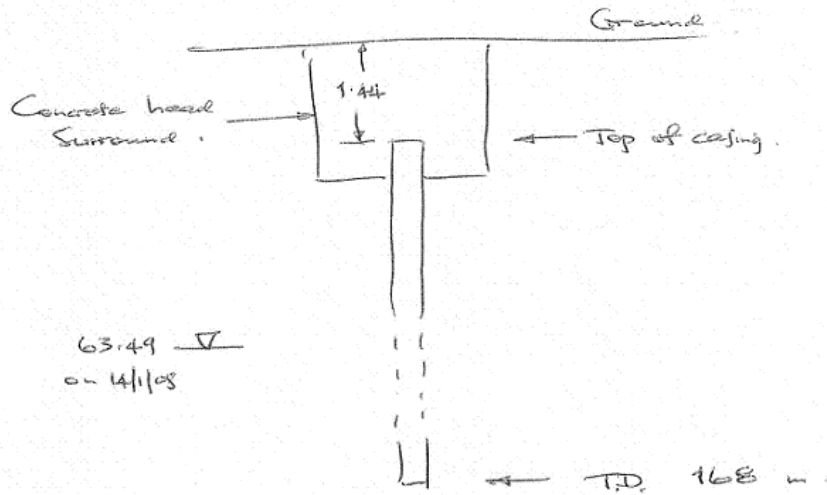 Ground
1.44
Concrete head
Surround.
Top of casing.
63.49
on 14/1/08
T.D. 168 m